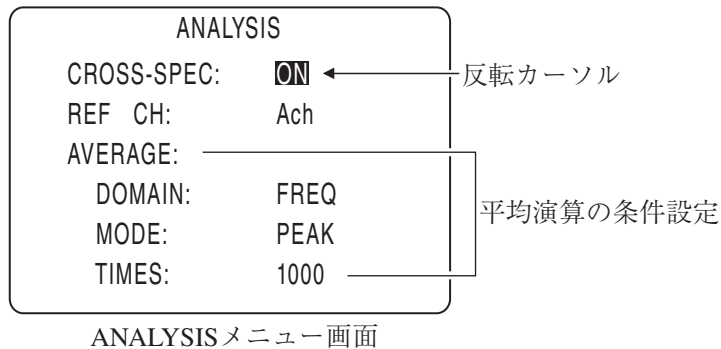 ANALYSIS
CROSS-SPEC: ON
反転カーソル
REF CH: Ach
AVERAGE:
DOMAIN: FREQ
平均演算の条件設定
MODE: PEAK
TIMES: 1000
ANALYSISメニュー画面